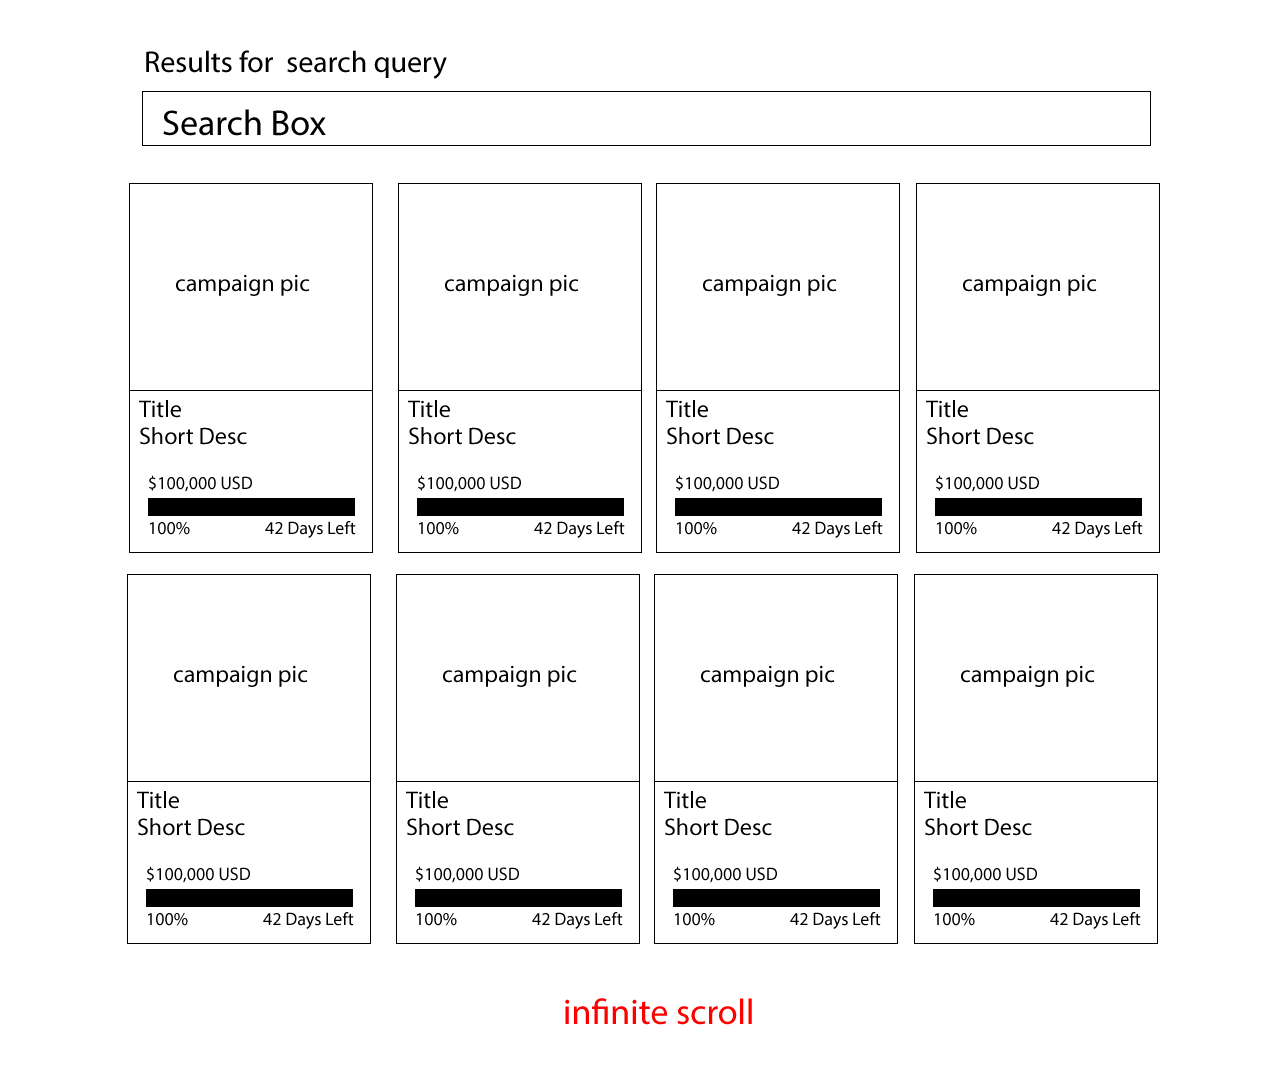 Results for  search query
Search Box
campaign pic campaign pic campaign pic campaign pic
Title Title Title Title
Short Desc Short Desc Short Desc Short Desc
$100,000 USD $100,000 USD $100,000 USD $100,000 USD
100% 42 Days Left 100% 42 Days Left 100% 42 Days Left 100% 42 Days Left
campaign pic campaign pic campaign pic campaign pic
Title Title Title Title
Short Desc Short Desc Short Desc Short Desc
$100,000 USD $100,000 USD $100,000 USD $100,000 USD
100% 42 Days Left 100% 42 Days Left 100% 42 Days Left 100% 42 Days Left
infinite scroll